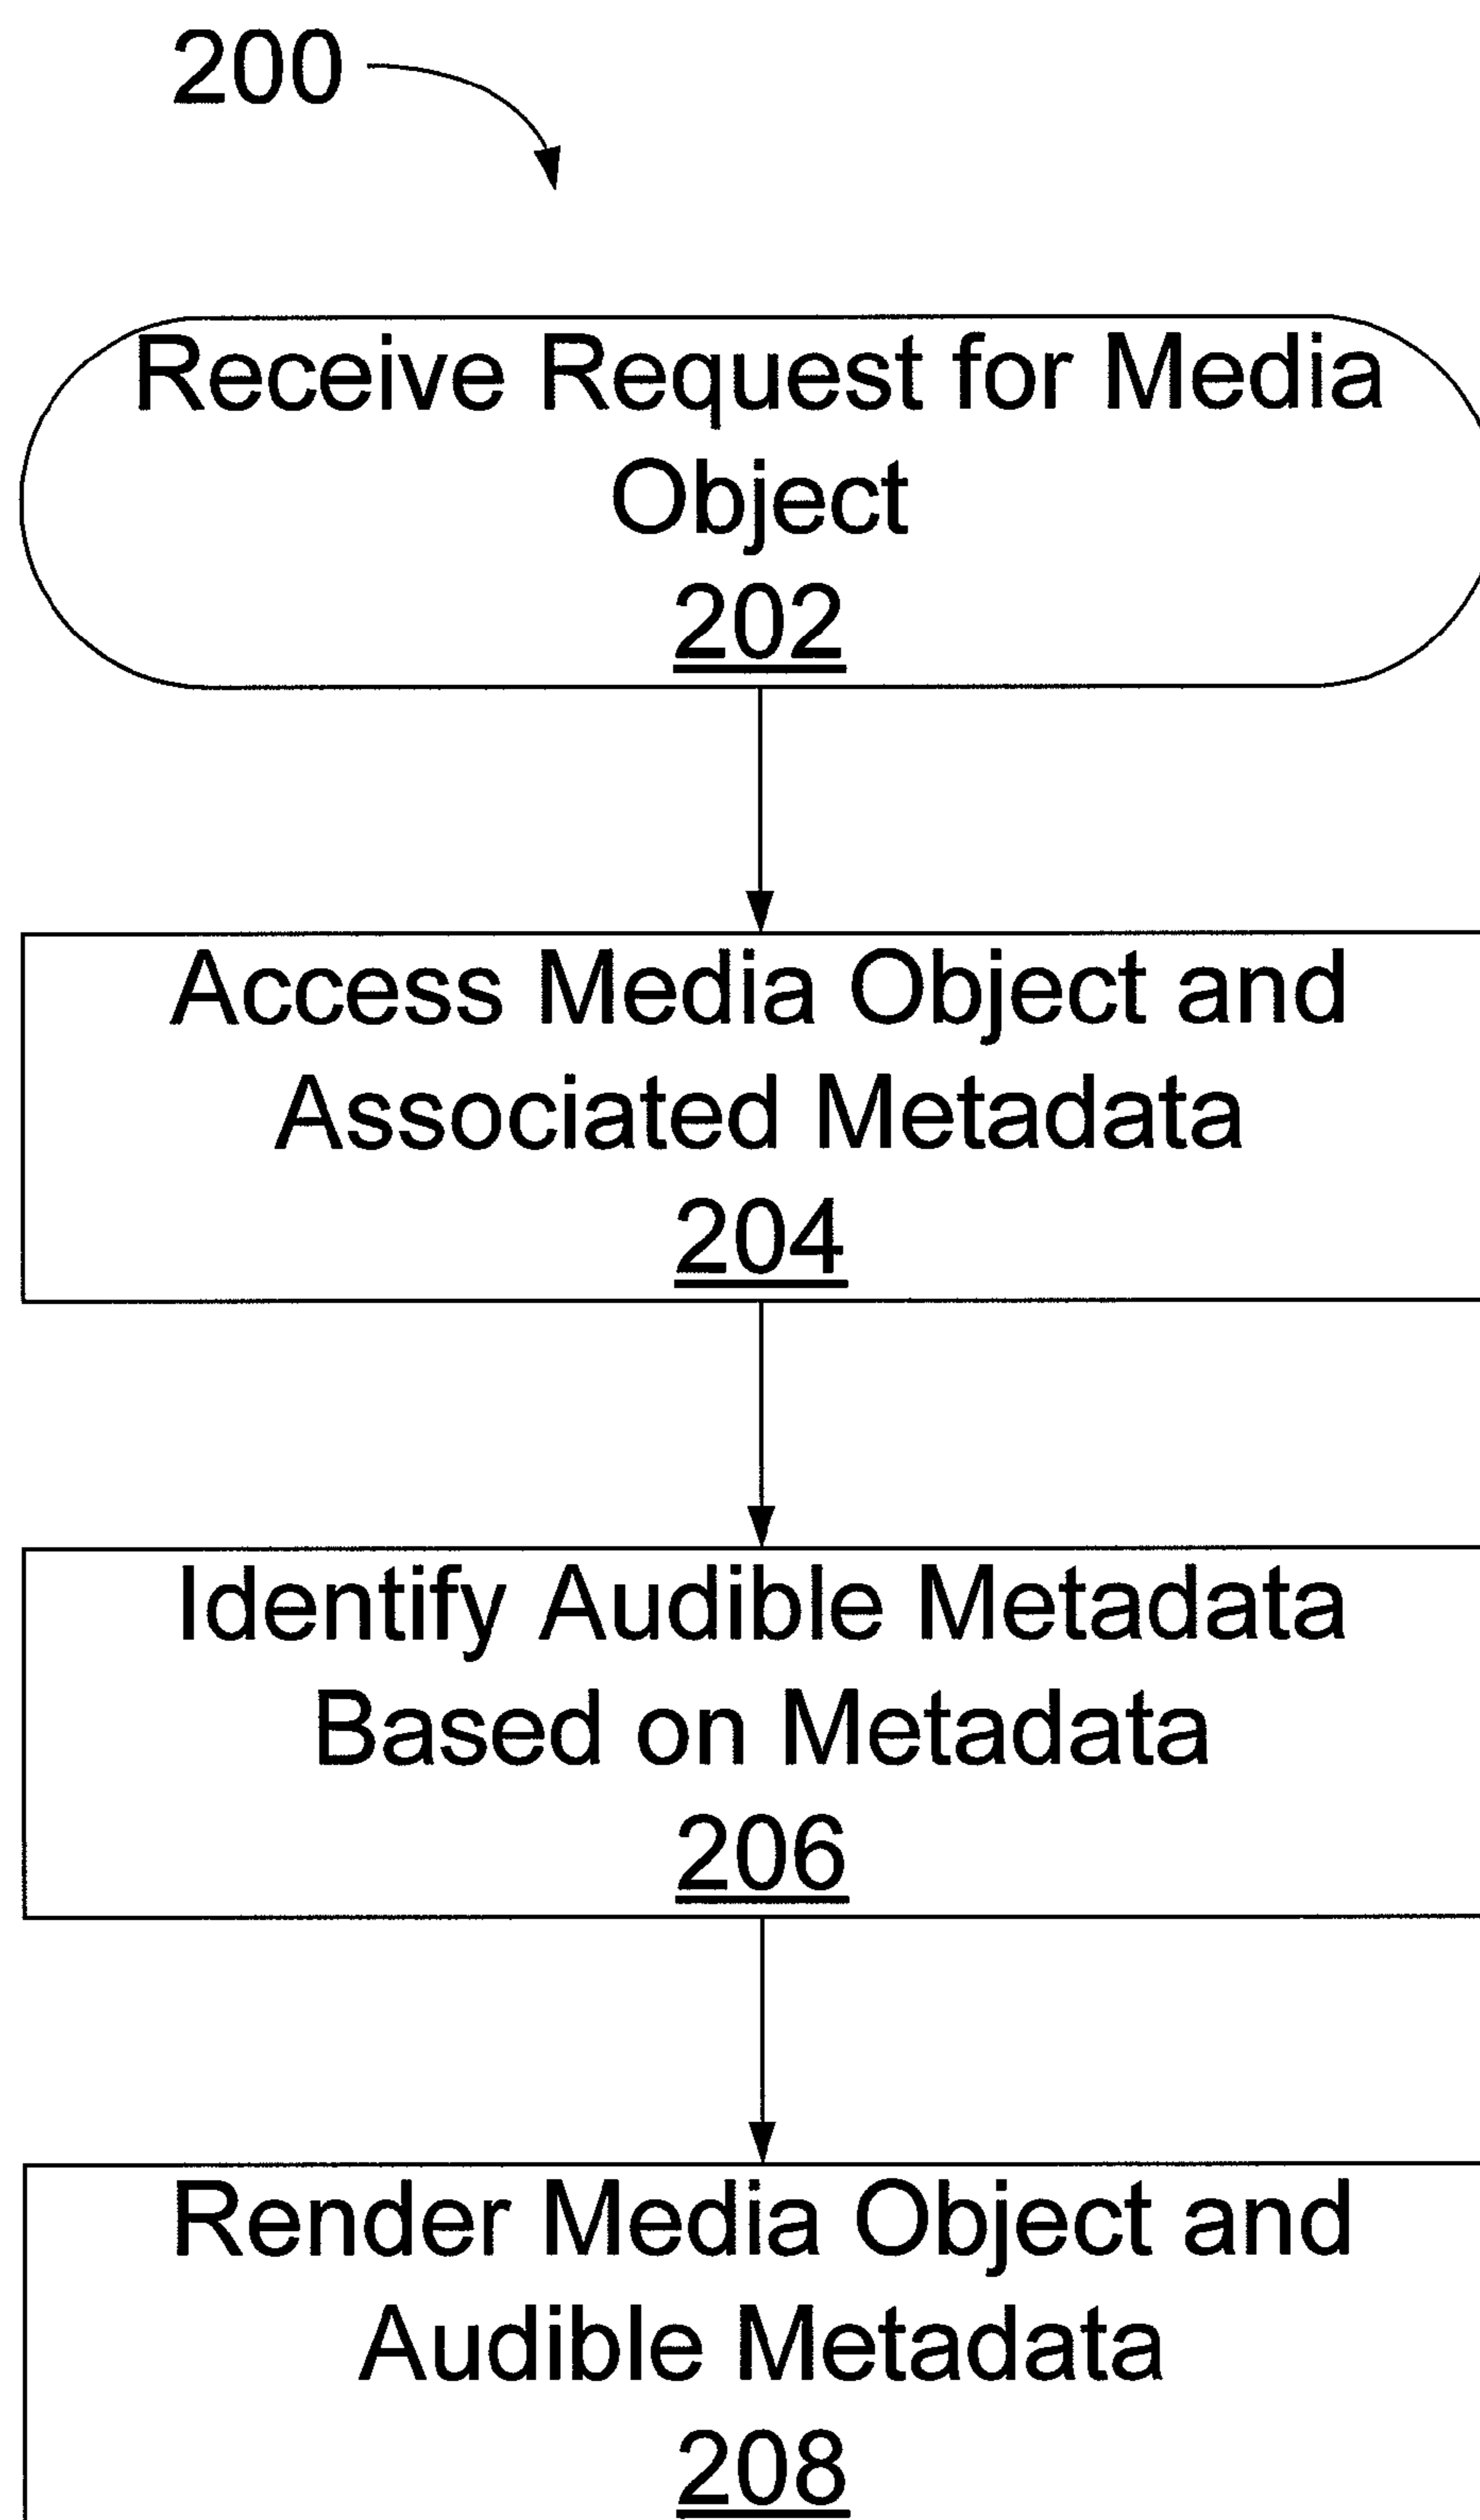 200
Receive Request for Media
Object
202
Access Media Object and
Associated Metadata
204
Identify Audible Metadata
Based on Metadata
206
Render Media Object and
Audible Metadata
208